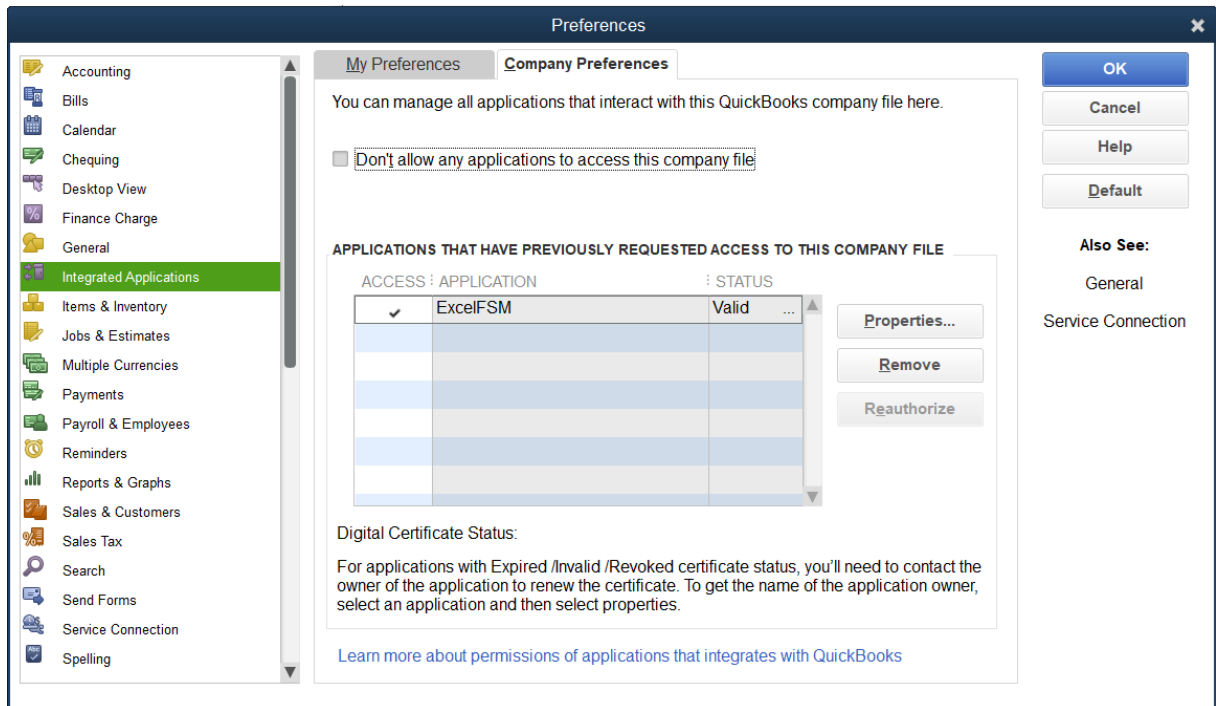 Preferences
Accounting
Bills
Calendar
Chequing
Desktop View
Finance Charge
General
Integrated Applications
Items & Inventory
Jobs & Estimates
Multiple Currencies
Payments
Payroll & Employees
Reminders
Reports & Graphs
Sales & Customers
Sales Tax
Search
Send Forms
Service Connection
Spelling
My Preferences
Company Preferences
You can manage all applications that interact with this QuickBooks company file here.
Don't allow any applications to access this company file
APPLICATIONS THAT HAVE PREVIOUSLY REQUESTED ACCESS TO THIS COMPANY FILE
ACCESS APPLICATION STATUS
ExcelFSM Valid ...
Properties...
Remove
Reauthorize
Digital Certificate Status:
For applications with Expired /Invalid /Revoked certificate status, you'll need to contact the
owner of the application to renew the certificate. To get the name of the application owner,
select an application and then select properties.
Learn more about permissions of applications that integrates with QuickBooks
OK
Cancel
Help
Default
Also See:
General
Service Connection